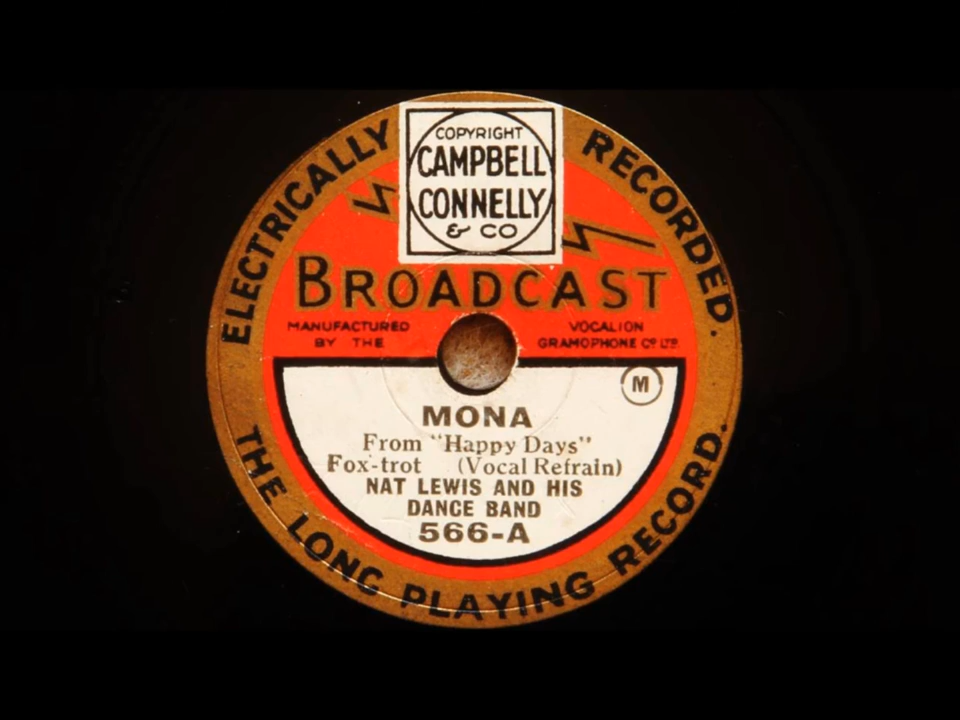 ELECTRICALLY RECORDED.
COPYRIGHT
CAMPBELL
CONNELLY
& CO
BROADCAST
MANUFACTURED
BY THE
VOCALION
GRAMOPHONE Co LTD
M
MONA
From "Happy Days"
Fox-trot (Vocal Refrain)
NAT LEWIS AND HIS
DANCE BAND
566-A
THE LONG PLAYING RECORD.